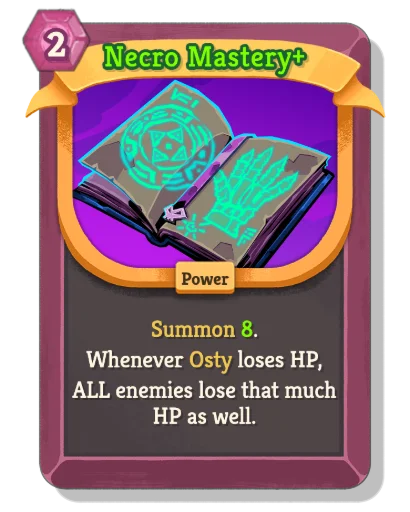 2
Necro Mastery+
Power
Summon 8.
Whenever Osty loses HP,
ALL enemies lose that much
HP as well.